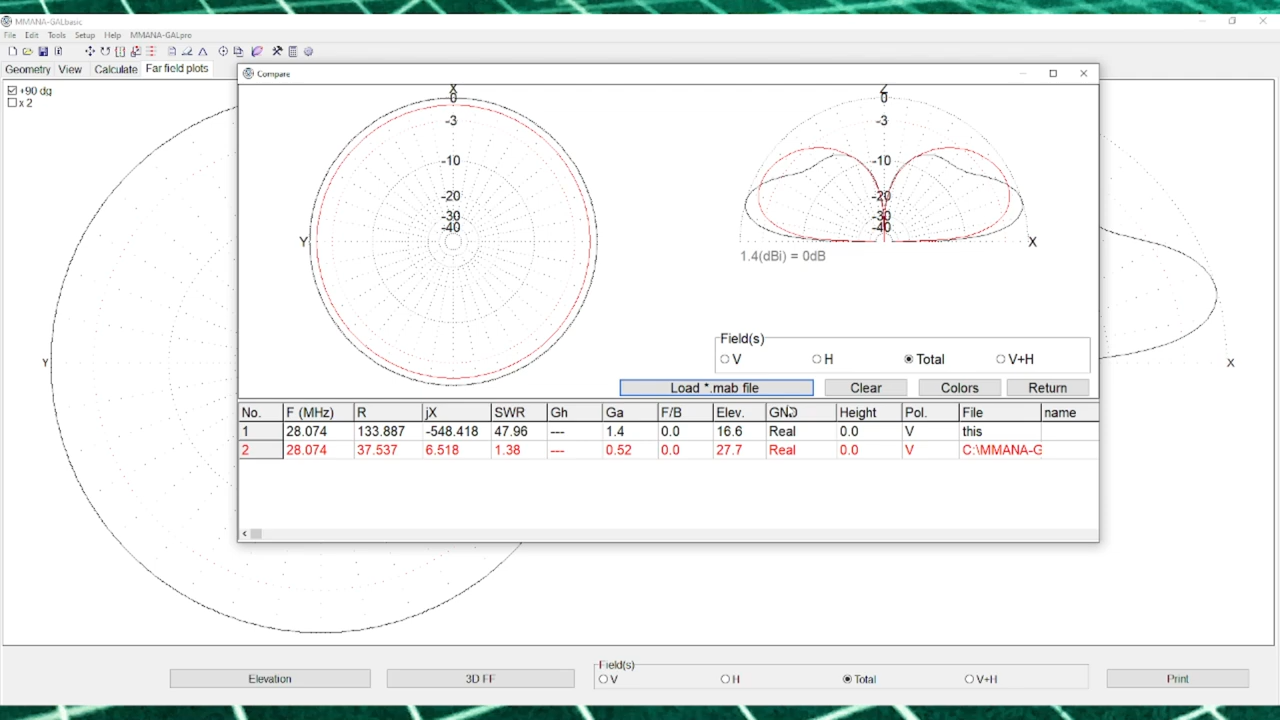 MMANA-GALbasic
File Edit Tools Setup Help MMANA-GALpro
Geometry View Calculate Far field plots
+90 dg
x 2
Y
X
Compare
X
0
-3
-10
-20
-30
-40
Y
Z
0
-3
-10
-20
-30
-40
X
1.4(dBi) = 0dB
Field(s)
V H Total V+H
Load *.mab file Clear Colors Return
No. F (MHz) R jX SWR Gh Ga F/B Elev. GND Height Pol. File name
1 28.074 133.887 -548.418 47.96 --- 1.4 0.0 16.6 Real 0.0 V this
2 28.074 37.537 6.518 1.38 --- 0.52 0.0 27.7 Real 0.0 V C:\MMANA-G
Field(s)
Elevation 3D FF V H Total V+H Print